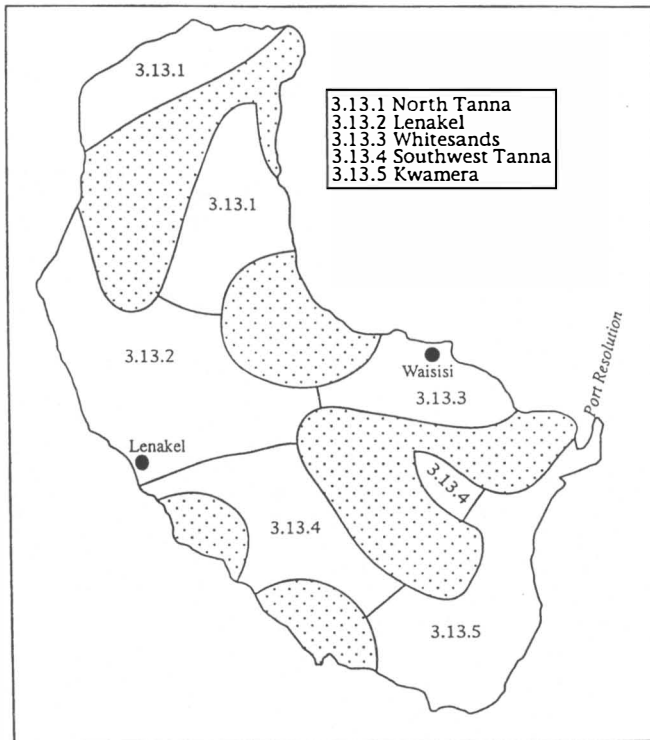 3.13.1
3.13.1 North Tanna
3.13.2 Lenakel
3.13.3 Whitesands
3.13.4 Southwest Tanna
3.13.5 Kwamera
3.13.1
Port Resolution
3.13.2
Waisisi
3.13.3
Lenakel
3.13.4
3.13.4
3.13.5